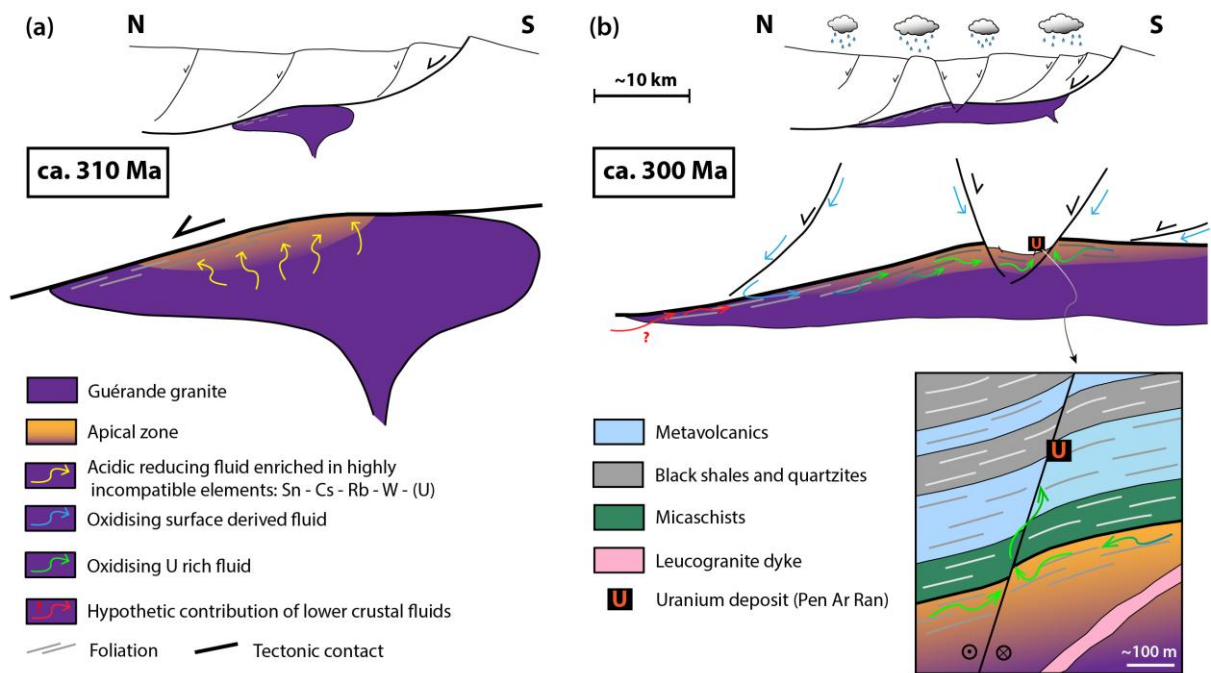 (a)
N
S
ca. 310 Ma
Guérande granite
Apical zone
Acidic reducing fluid enriched in highly
incompatible elements: Sn - Cs - Rb - W - (U)
Oxidising surface derived fluid
Oxidising U rich fluid
?
Hypothetic contribution of lower crustal fluids
Foliation
Tectonic contact
(b)
N
S
~10 km
ca. 300 Ma
U
?
Metavolcanics
Black shales and quartzites
Micaschists
Leucogranite dyke
U
Uranium deposit (Pen Ar Ran)
U
~100 m